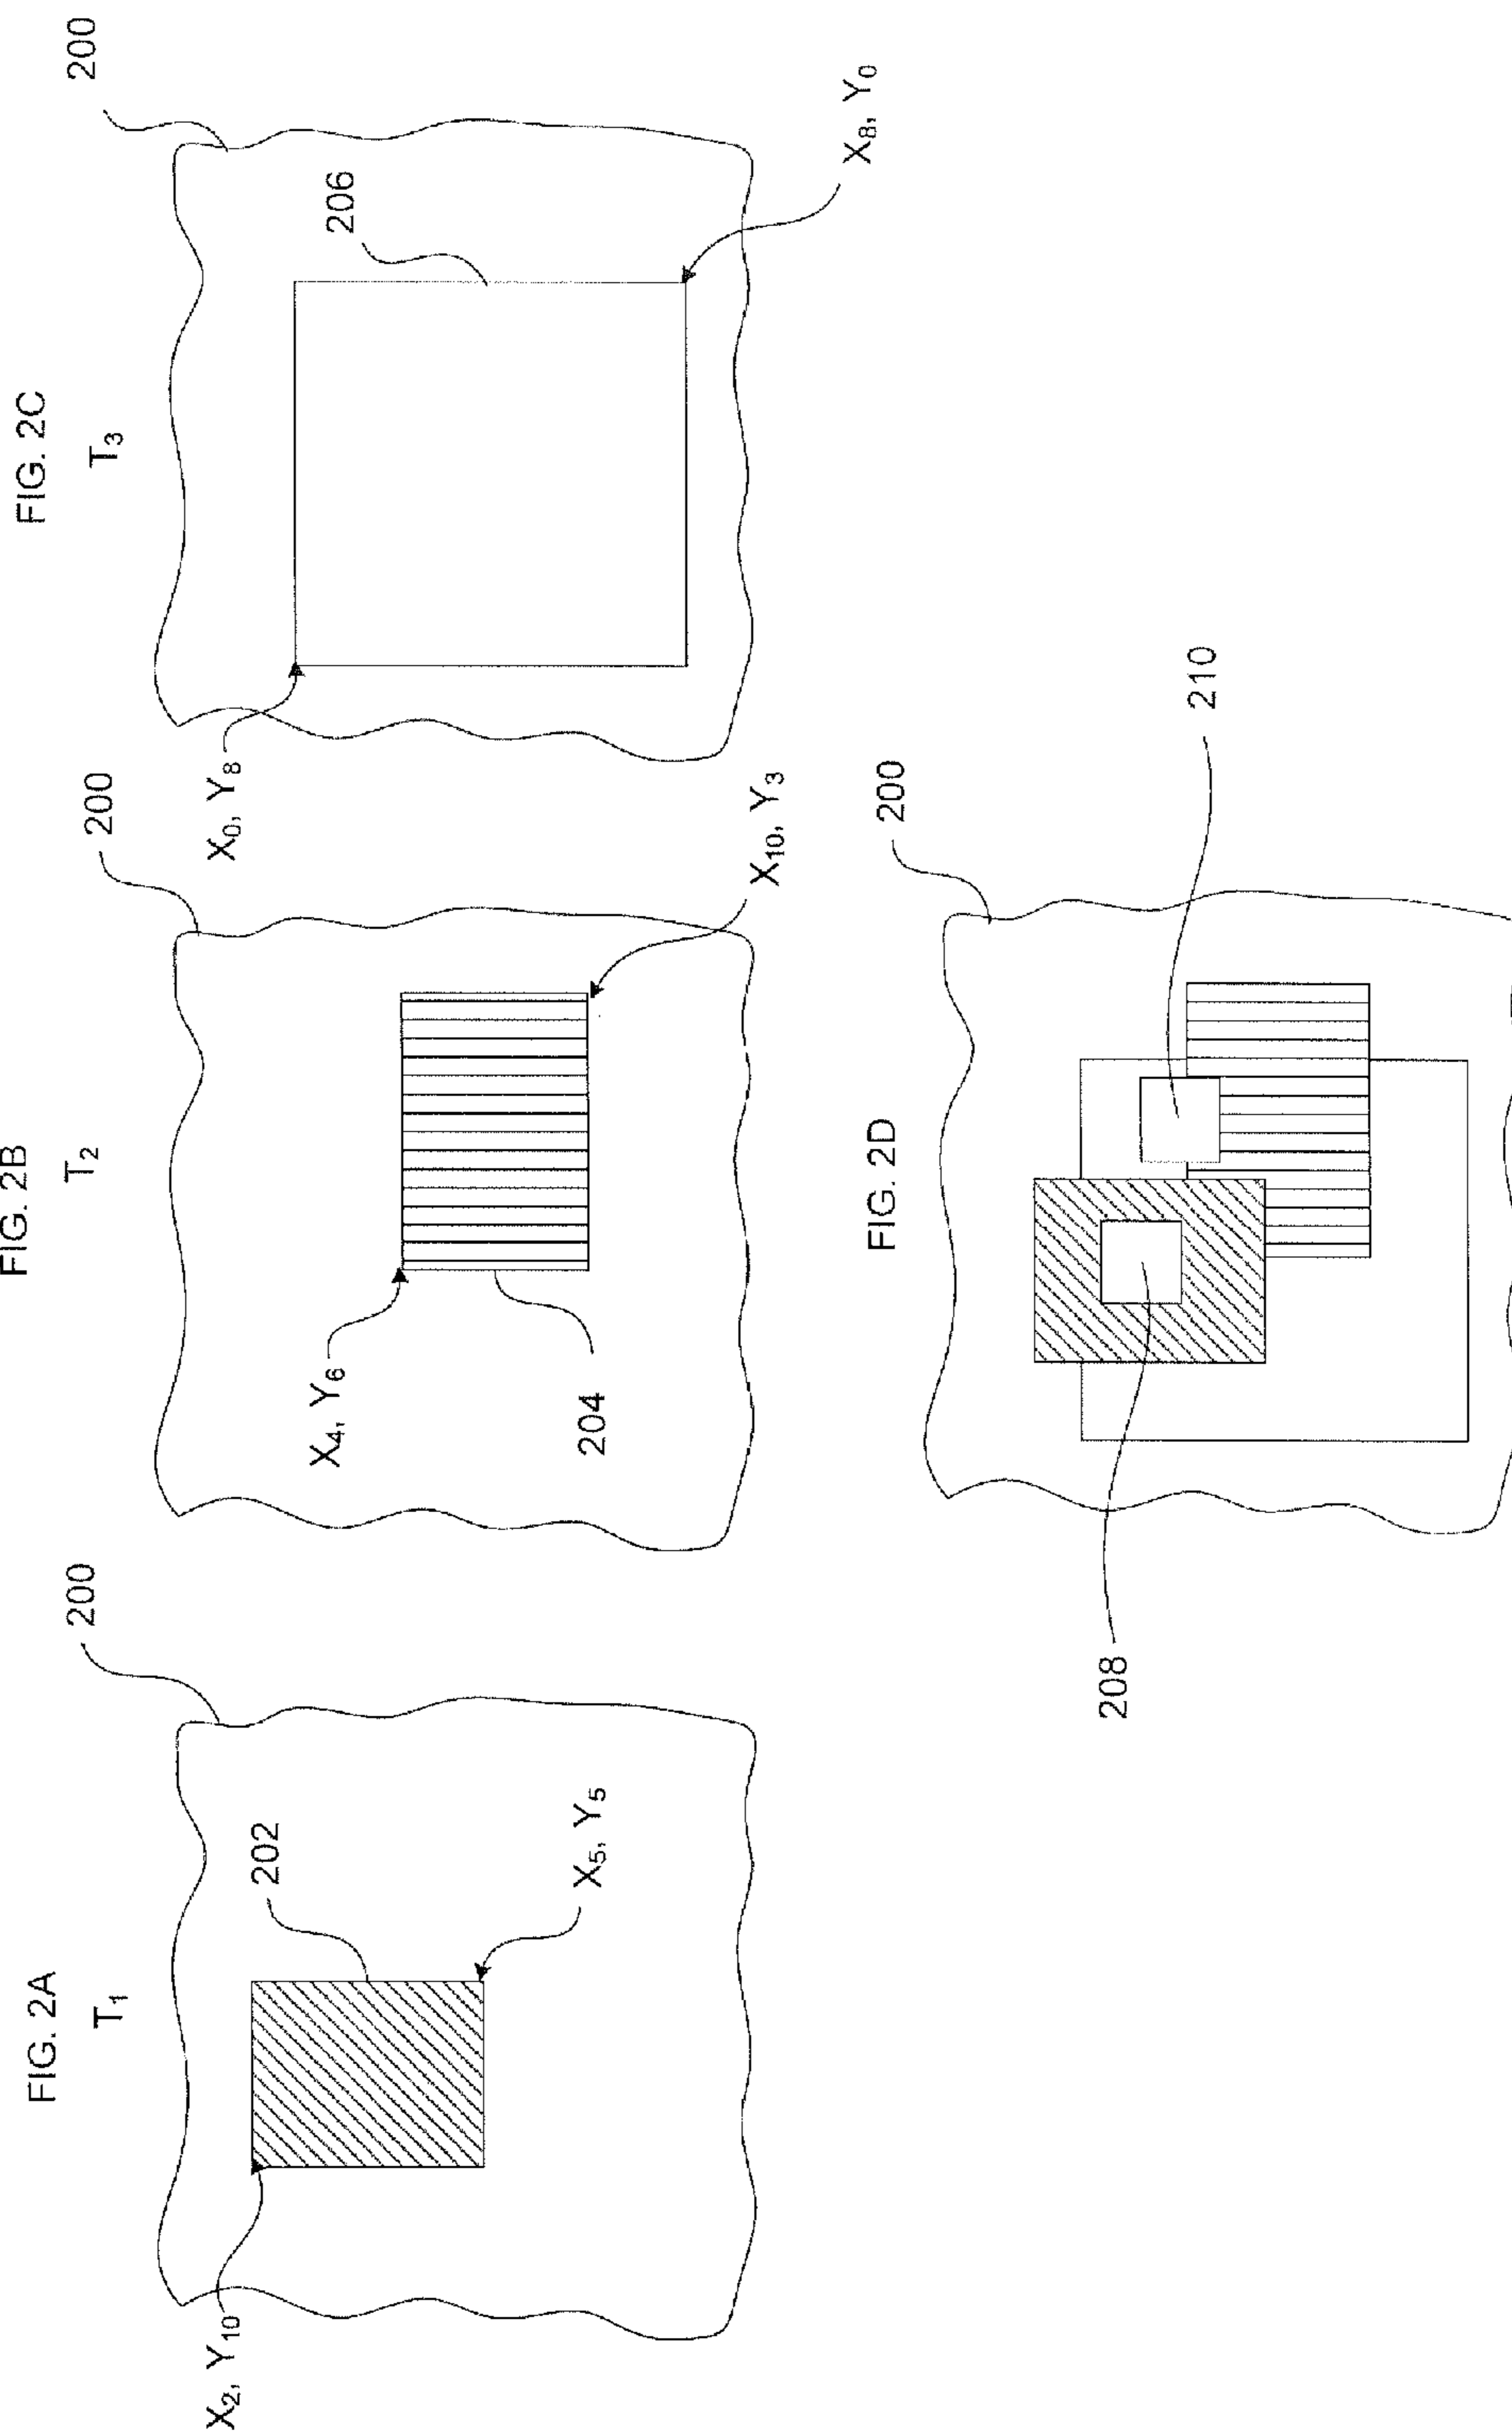 FIG. 2A
T₁
200
202
X₂, Y₁₀
X₅, Y₅
FIG. 2B
T₂
200
X₄, Y₆
204
X₁₀, Y₃
FIG. 2C
T₃
200
206
X₀, Y₈
X₈, Y₀
FIG. 2D
200
208
210